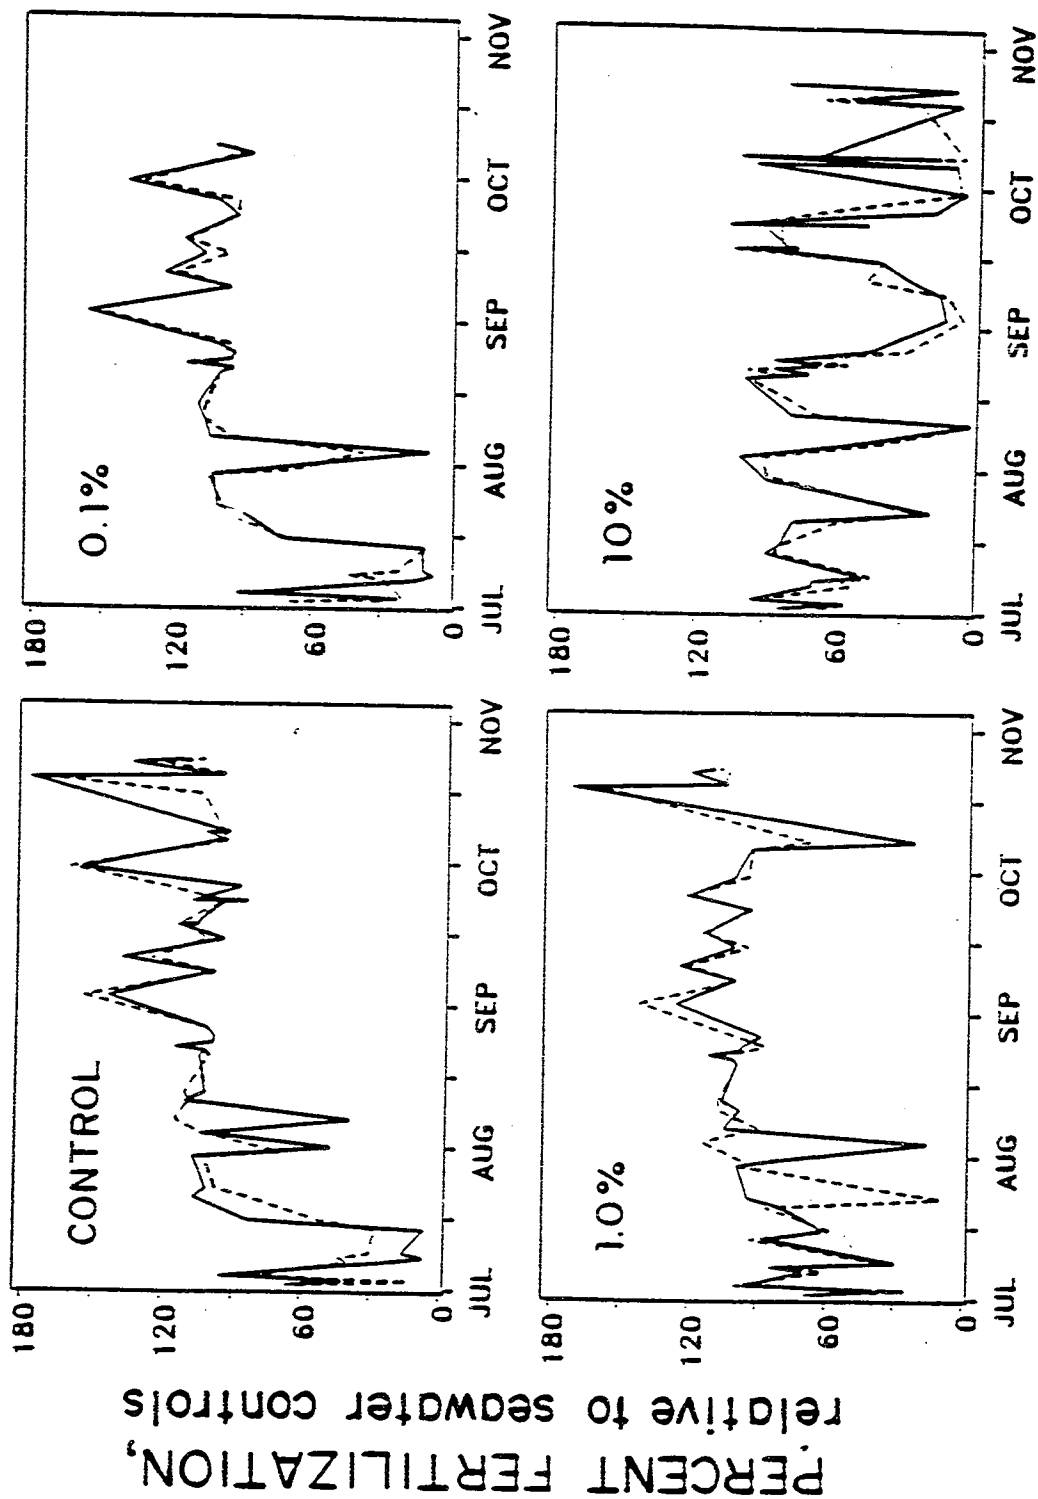 PERCENT FERTILIZATION,
relative to seawater controls
CONTROL
180
120
60
0
JUL
AUG
SEP
OCT
NOV
0.1%
180
120
60
0
JUL
AUG
SEP
OCT
NOV
1.0%
180
120
60
0
JUL
AUG
SEP
OCT
NOV
10%
180
120
60
0
JUL
AUG
SEP
OCT
NOV